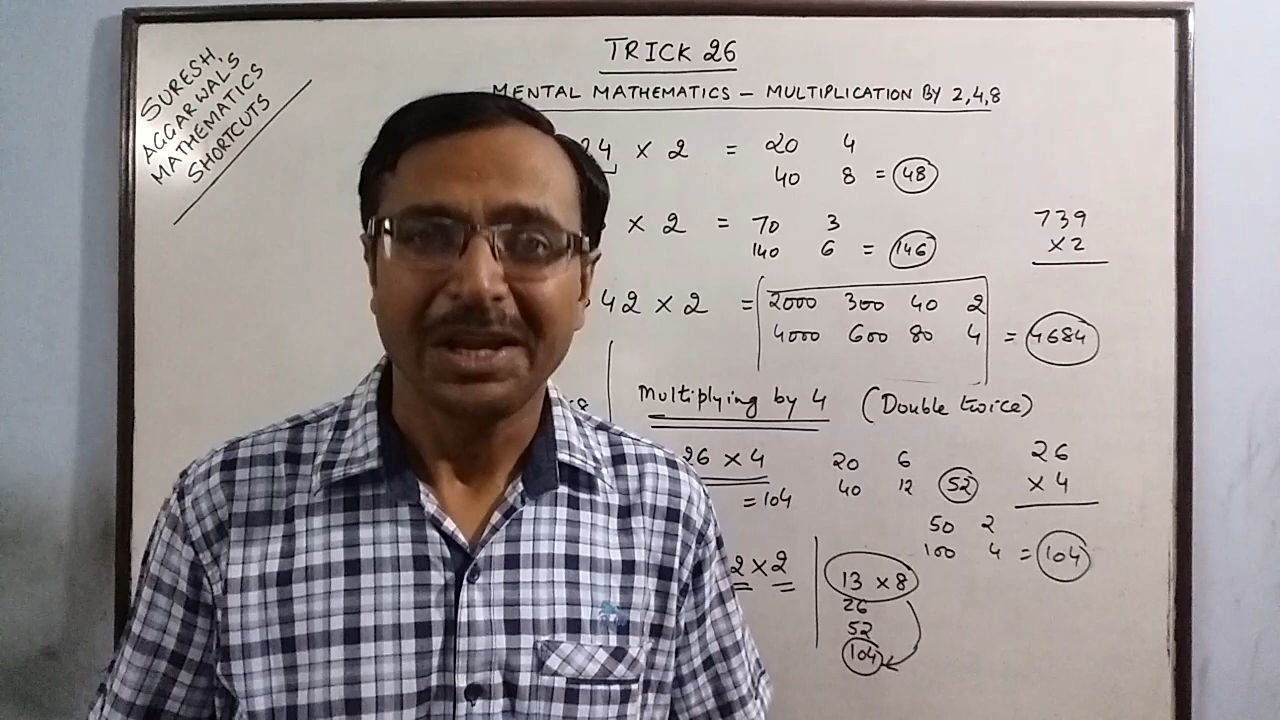 SURESH
AGGARWAL'S
MATHEMATICS
SHORTCUTS
TRICK 26
MENTAL MATHEMATICS – MULTIPLICATION BY 2,4,8
24 × 2 = 20 4
40 8 = 48
× 2 = 70 3
140 6 = 146
739
×2
42 × 2 = 2000 300 40 2
4000 600 80 4 = 4684
Multiplying by 4 (Double twice)
26 × 4 20 6
= 104 40 12 52
26
× 4
50 2
100 4 = 104
2 × 2
13 × 8
26
52
104